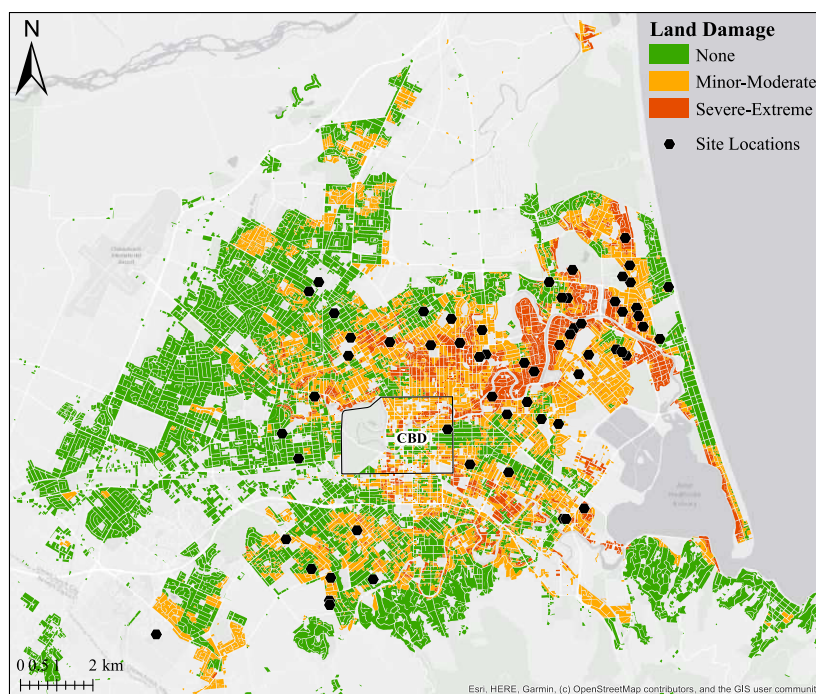 N
Land Damage
None
Minor-Moderate
Severe-Extreme
Site Locations
CBD
0 0.5 1 2 km
Esri, HERE, Garmin, (c) OpenStreetMap contributors, and the GIS user communit